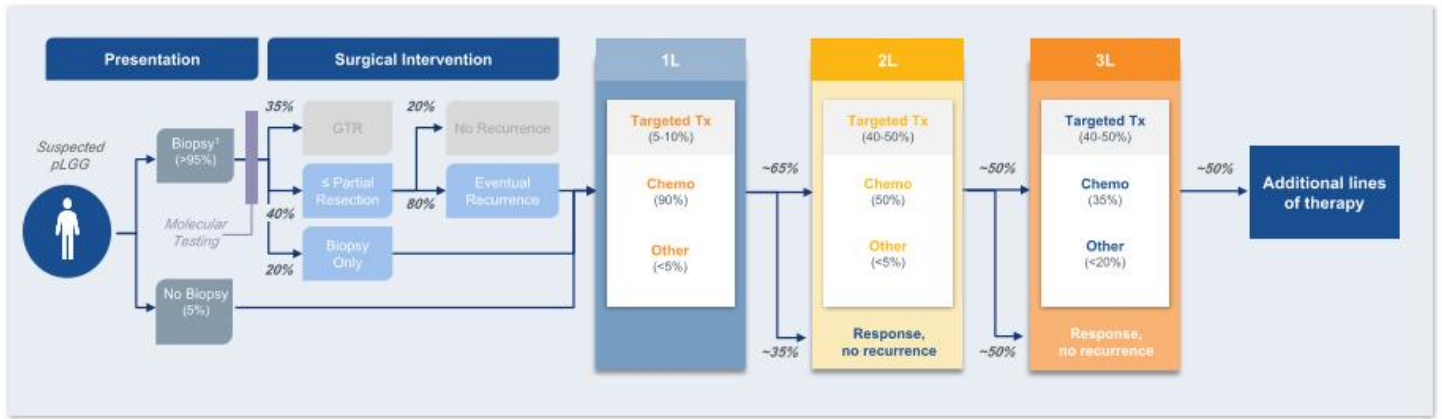 Presentation
Surgical Intervention
1L
2L
3L
Suspected
pLGG
Biopsy¹
(>95%)
No Biopsy
(5%)
Molecular
Testing
35%
40%
20%
GTR
≤ Partial
Resection
Biopsy
Only
20%
80%
No Recurrence
Eventual
Recurrence
Targeted Tx
(5-10%)
Chemo
(90%)
Other
(<5%)
~65%
~35%
Targeted Tx
(40-50%)
Chemo
(50%)
Other
(<5%)
Response,
no recurrence
~50%
~50%
Targeted Tx
(40-50%)
Chemo
(35%)
Other
(<20%)
Response,
no recurrence
~50%
Additional lines
of therapy